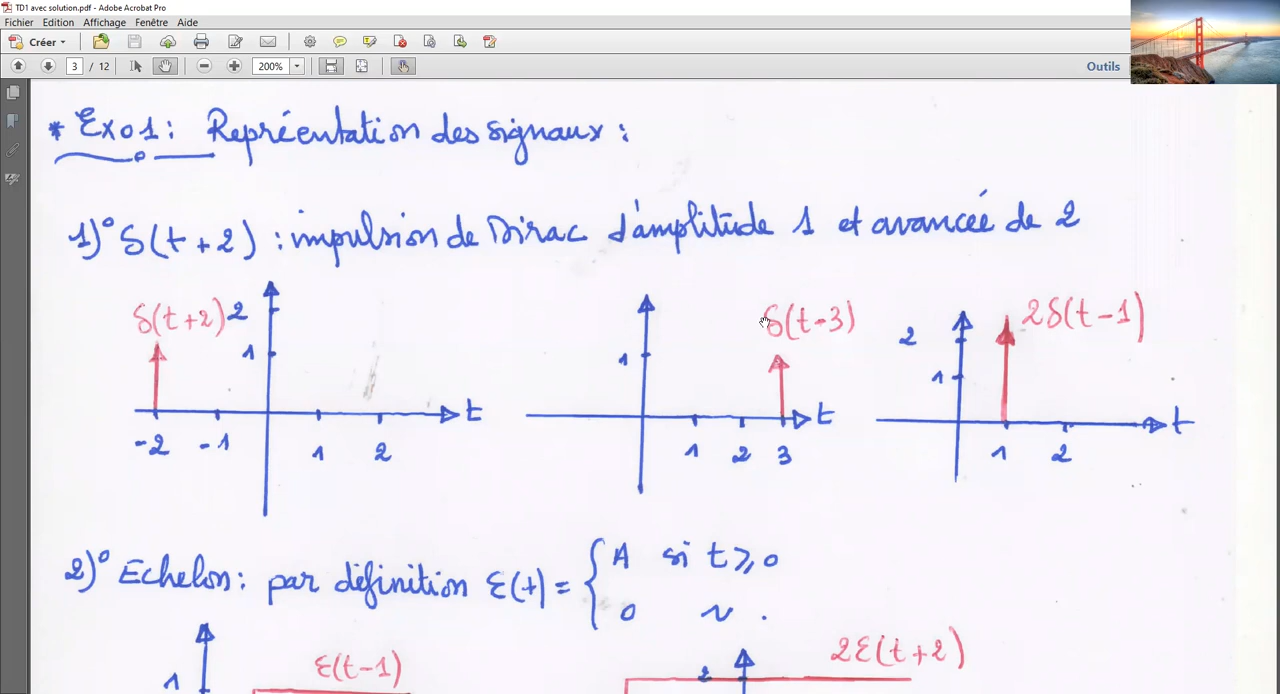 TD1 avec solution.pdf - Adobe Acrobat Pro
Fichier Edition Affichage Fenêtre Aide
Créer
3 / 12 200% Outils
* Exo1: Repréentation des signaux :
1)° δ(t+2) : impulsion de Dirac d'amplitude 1 et avancée de 2
δ(t+2) 2 δ(t-3) 2δ(t-1)
1 1 2 1
t t t
-2 -1 1 2 1 2 3 1 2
2)° Echelon: par définition ε(t) = { A si t ⩾ 0
0 N .
1 ε(t-1) 2 2ε(t+2)